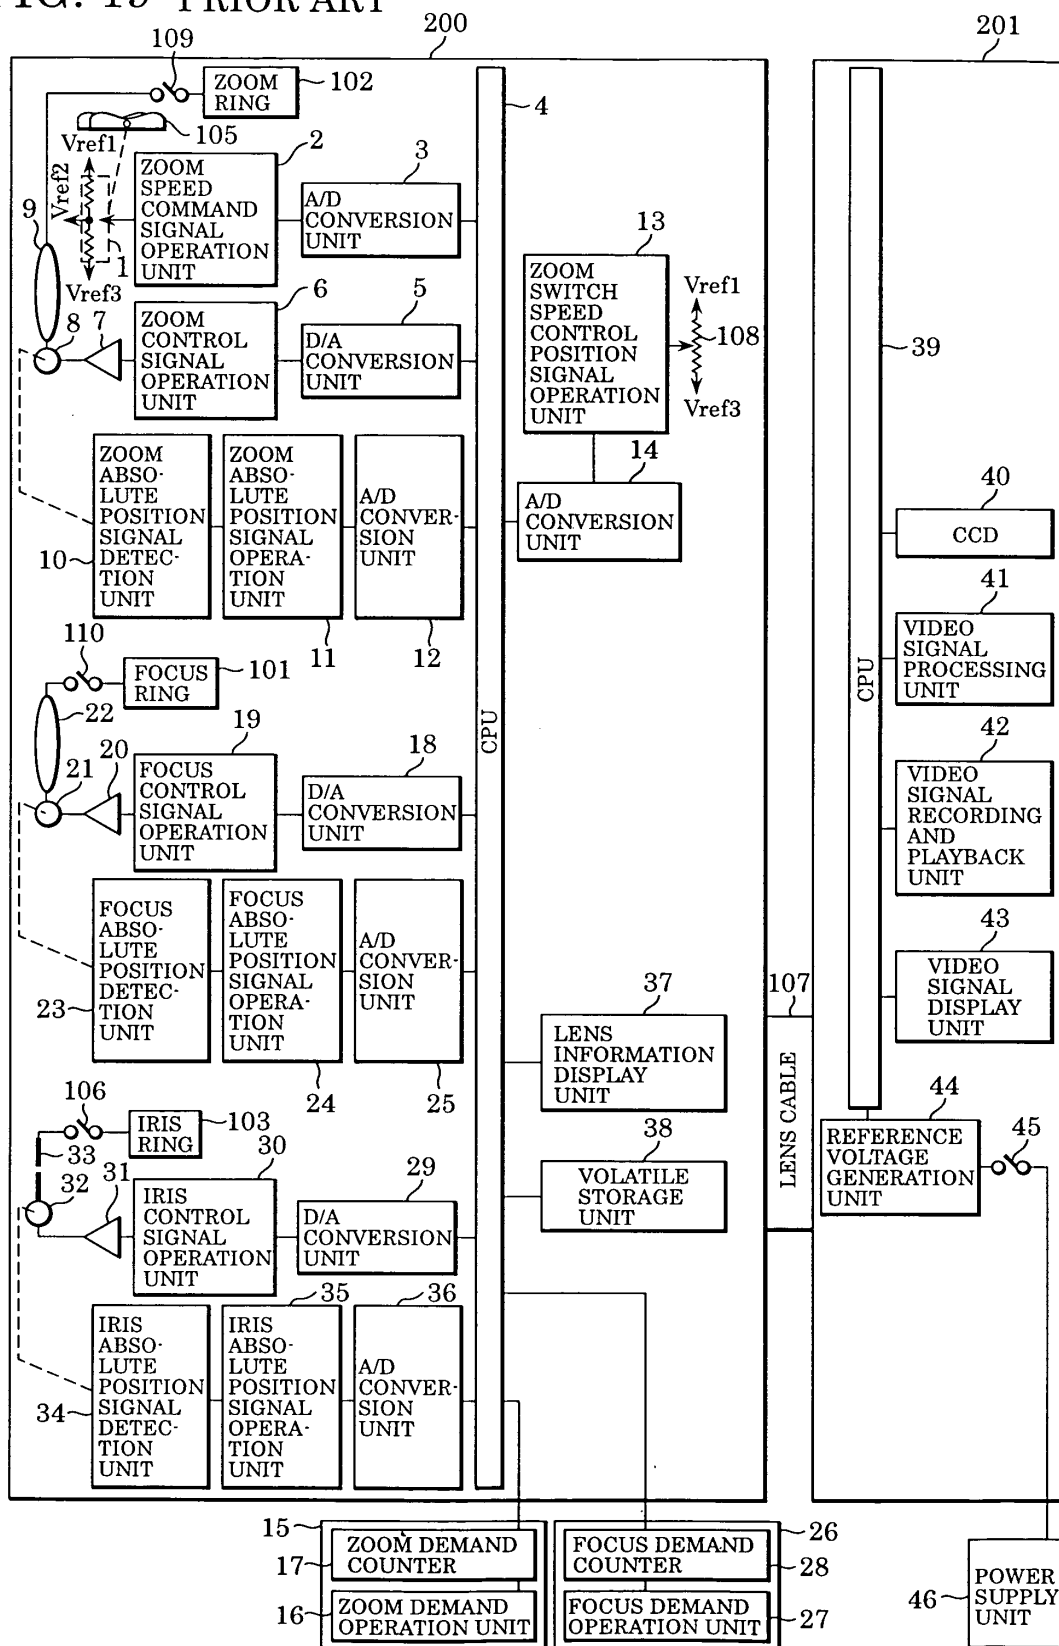 PRIOR ART
200
201
109
ZOOM
RING
102
4
105
Vref1
Vref2
Vref3
1
2
ZOOM
SPEED
COMMAND
SIGNAL
OPERATION
UNIT
3
A/D
CONVERSION
UNIT
9
8
7
6
ZOOM
CONTROL
SIGNAL
OPERATION
UNIT
5
D/A
CONVERSION
UNIT
13
ZOOM
SWITCH
SPEED
CONTROL
POSITION
SIGNAL
OPERATION
UNIT
Vref1
108
Vref3
14
A/D
CONVERSION
UNIT
ZOOM
ABSO-
LUTE
POSITION
SIGNAL
DETEC-
TION
UNIT
10
ZOOM
ABSO-
LUTE
POSITION
SIGNAL
OPERA-
TION
UNIT
11
A/D
CONVER-
SION
UNIT
12
CPU
110
FOCUS
RING
101
22
21
20
19
FOCUS
CONTROL
SIGNAL
OPERATION
UNIT
18
D/A
CONVERSION
UNIT
FOCUS
ABSO-
LUTE
POSITION
DETEC-
TION
UNIT
23
FOCUS
ABSO-
LUTE
POSITION
SIGNAL
OPERA-
TION
UNIT
24
A/D
CONVER-
SION
UNIT
25
37
LENS
INFORMATION
DISPLAY
UNIT
38
VOLATILE
STORAGE
UNIT
106
IRIS
RING
103
33
32
31
30
IRIS
CONTROL
SIGNAL
OPERATION
UNIT
29
D/A
CONVERSION
UNIT
IRIS
ABSO-
LUTE
POSITION
SIGNAL
DETEC-
TION
UNIT
34
35
IRIS
ABSO-
LUTE
POSITION
SIGNAL
OPERA-
TION
UNIT
36
A/D
CONVER-
SION
UNIT
107
LENS CABLE
39
CPU
40
CCD
41
VIDEO
SIGNAL
PROCESSING
UNIT
42
VIDEO
SIGNAL
RECORDING
AND
PLAYBACK
UNIT
43
VIDEO
SIGNAL
DISPLAY
UNIT
44
REFERENCE
VOLTAGE
GENERATION
UNIT
45
15
17
ZOOM DEMAND
COUNTER
16
ZOOM DEMAND
OPERATION UNIT
26
FOCUS DEMAND
COUNTER
28
FOCUS DEMAND
OPERATION UNIT
27
46
POWER
SUPPLY
UNIT